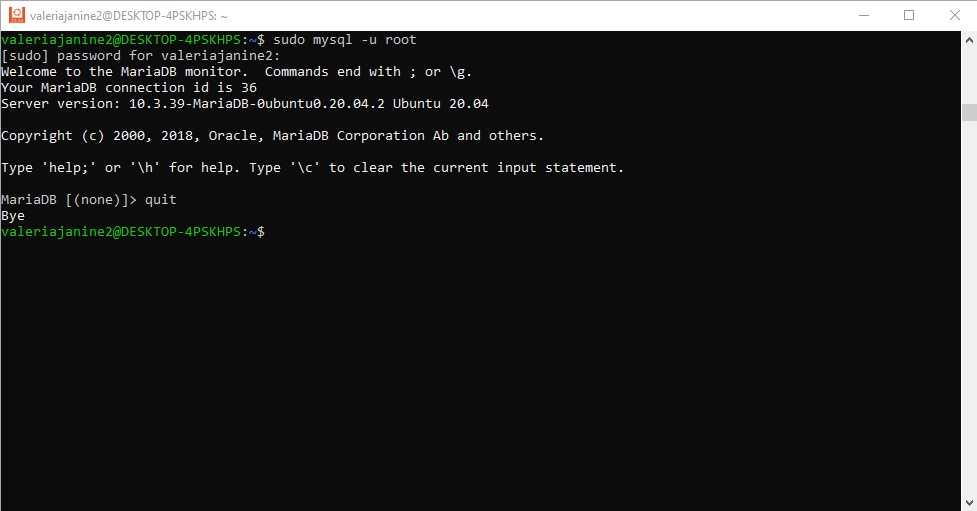 valeriajanine2@DESKTOP-4PSKHPS: ~
valeriajanine2@DESKTOP-4PSKHPS:~$ sudo mysql -u root
[sudo] password for valeriajanine2:
Welcome to the MariaDB monitor.  Commands end with ; or \g.
Your MariaDB connection id is 36
Server version: 10.3.39-MariaDB-0ubuntu0.20.04.2 Ubuntu 20.04
Copyright (c) 2000, 2018, Oracle, MariaDB Corporation Ab and others.
Type 'help;' or '\h' for help. Type '\c' to clear the current input statement.
MariaDB [(none)]> quit
Bye
valeriajanine2@DESKTOP-4PSKHPS:~$